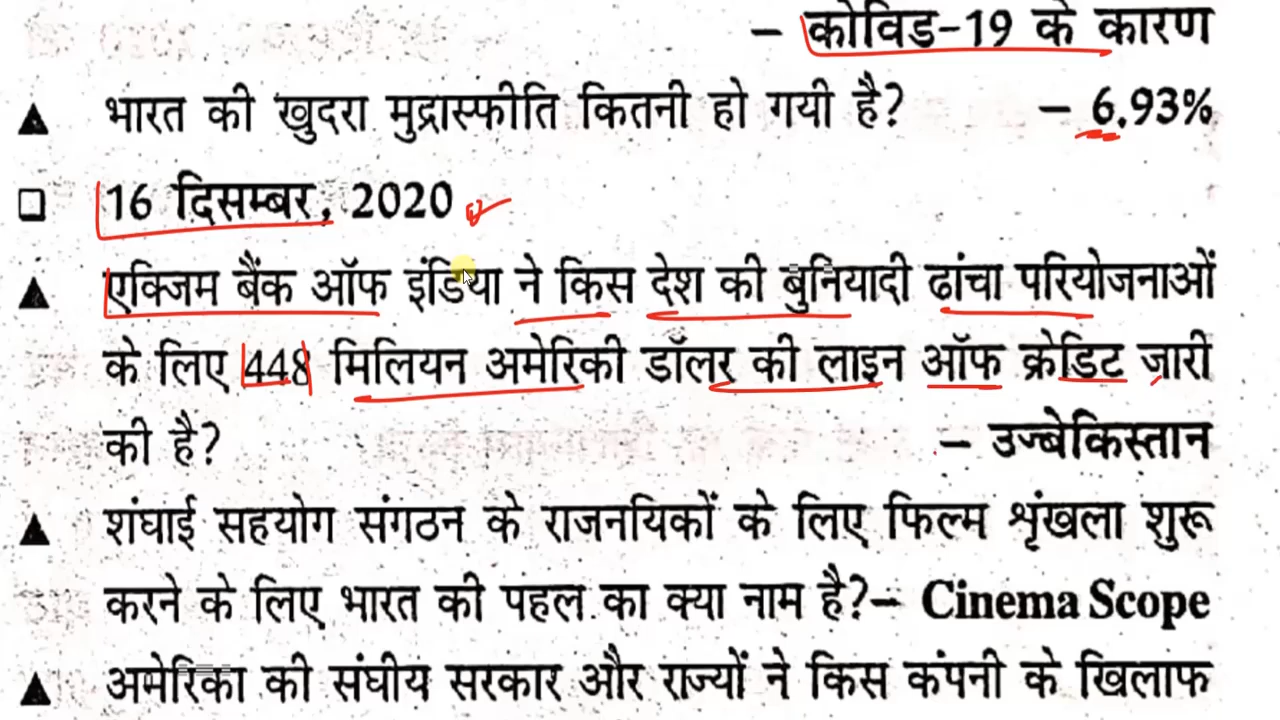 – कोविड-19 के कारण
▲ भारत की खुदरा मुद्रास्फीति कितनी हो गयी है? – 6.93%
❑ 16 दिसम्बर, 2020
▲ एक्जिम बैंक ऑफ इंडिया ने किस देश की बुनियादी ढांचा परियोजनाओं
के लिए 448 मिलियन अमेरिकी डॉलर की लाइन ऑफ क्रेडिट जारी
की है? – उज्बेकिस्तान
▲ शंघाई सहयोग संगठन के राजनयिकों के लिए फिल्म शृंखला शुरू
करने के लिए भारत की पहल का क्या नाम है?– Cinema Scope
▲ अमेरिका की संघीय सरकार और राज्यों ने किस कंपनी के खिलाफ